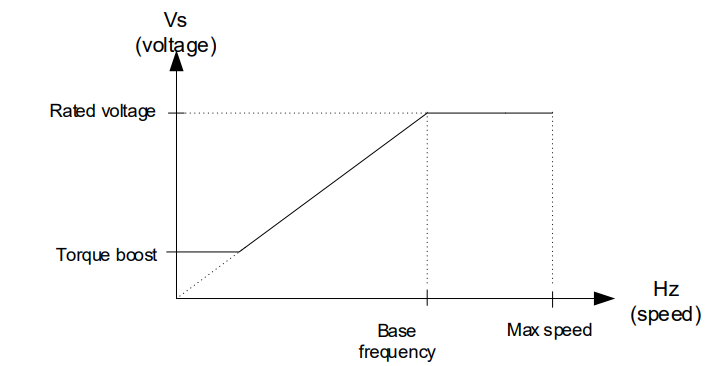 Vs
(voltage)
Rated voltage
Torque boost
Hz
(speed)
Base
frequency
Max speed